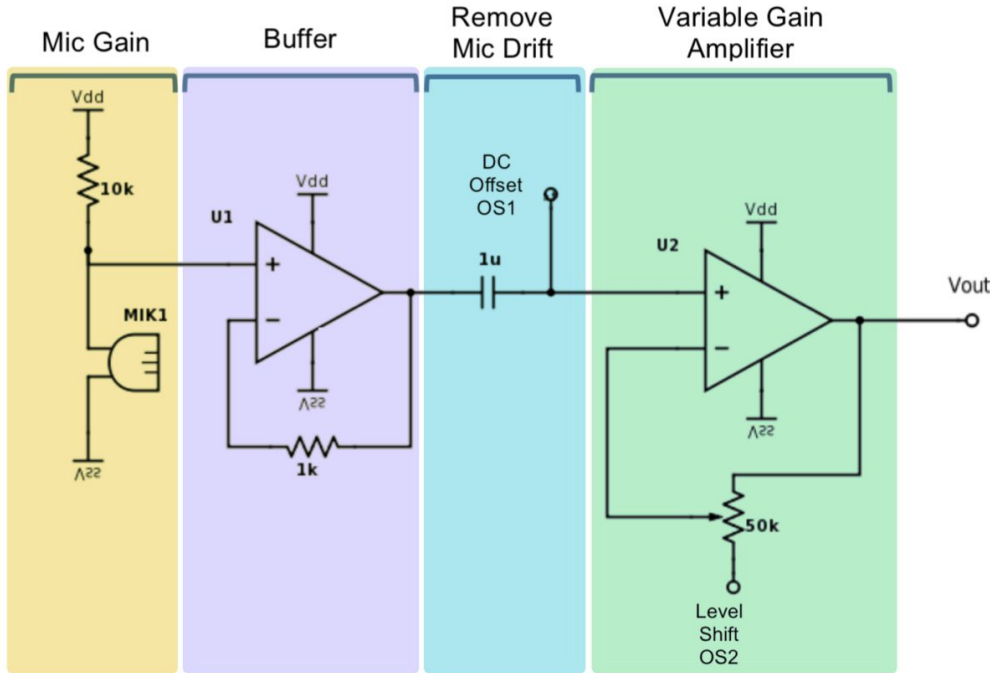 Mic Gain
Buffer
Remove
Mic Drift
Variable Gain
Amplifier
Vdd
10k
MIK1
Vss
U1
Vdd
+
−
Vss
1k
DC
Offset
OS1
1u
U2
Vdd
+
−
Vss
50k
Level
Shift
OS2
Vout